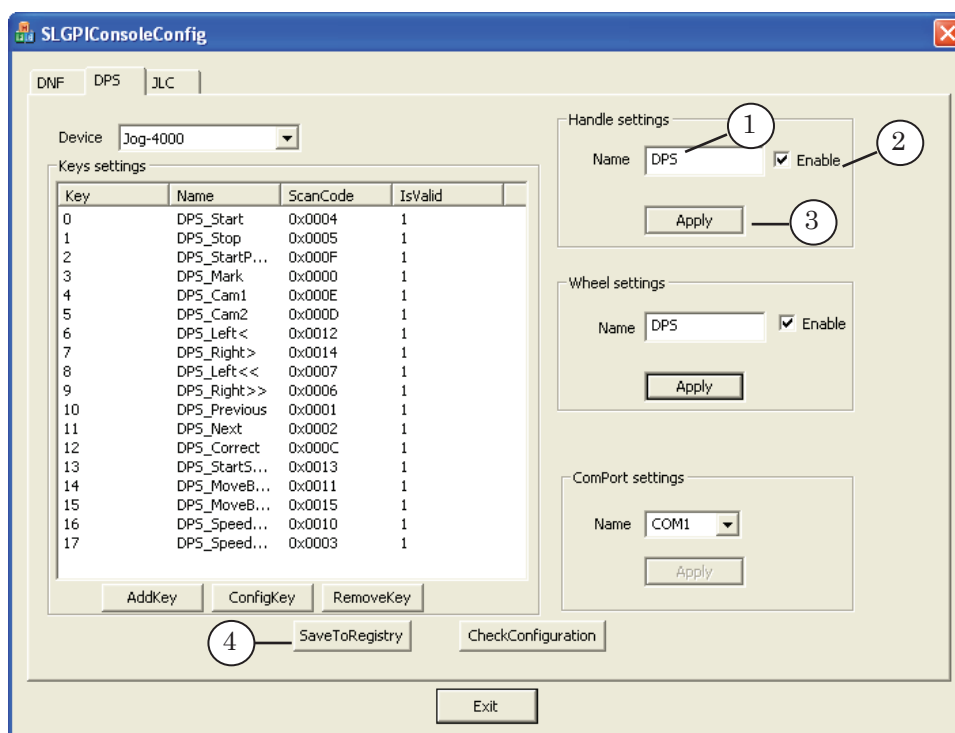 SLGPIConsoleConfig
DNF DPS JLC
Device Jog-4000
Keys settings
Key Name ScanCode IsValid
0 DPS_Start 0x0004 1
1 DPS_Stop 0x0005 1
2 DPS_StartP... 0x000F 1
3 DPS_Mark 0x0000 1
4 DPS_Cam1 0x000E 1
5 DPS_Cam2 0x000D 1
6 DPS_Left< 0x0012 1
7 DPS_Right> 0x0014 1
8 DPS_Left<< 0x0007 1
9 DPS_Right>> 0x0006 1
10 DPS_Previous 0x0001 1
11 DPS_Next 0x0002 1
12 DPS_Correct 0x000C 1
13 DPS_StartS... 0x0013 1
14 DPS_MoveB... 0x0011 1
15 DPS_MoveB... 0x0015 1
16 DPS_Speed... 0x0010 1
17 DPS_Speed... 0x0003 1
AddKey ConfigKey RemoveKey
4 SaveToRegistry CheckConfiguration
Handle settings
1
2
Name DPS Enable
Apply 3
Wheel settings
Name DPS Enable
Apply
ComPort settings
Name COM1
Apply
Exit